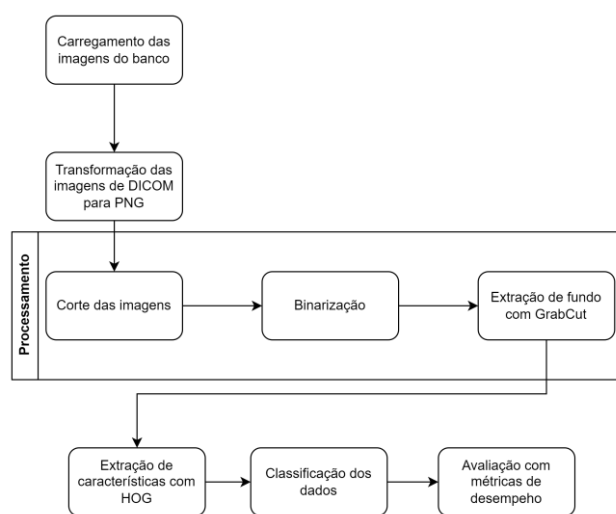 Carregamento das
imagens do banco
Transformação das
imagens de DICOM
para PNG
Processamento
Corte das imagens
Binarização
Extração de fundo
com GrabCut
Extração de
características com
HOG
Classificação dos
dados
Avaliação com
métricas de
desempeho